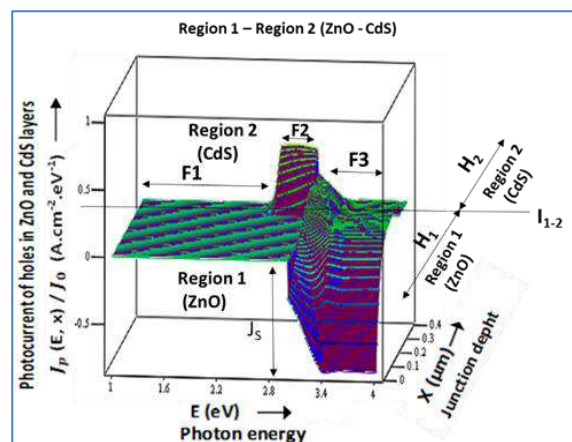 Region 1 – Region 2 (ZnO - CdS)
Photocurrent of holes in ZnO and CdS layers
Jp (E, x) / J0 (A.cm-2.eV-1)
1
0.5
0
-0.5
Region 2
(CdS)
F1
F2
F3
Region 1
(ZnO)
JS
H2
Region 2
(CdS)
I1-2
H1
Region 1
(ZnO)
0.4
0.3
0.2
0.1
0
X (µm)
Junction depht
1
1.6
2.2
2.8
3.4
4
E (eV)
Photon energy